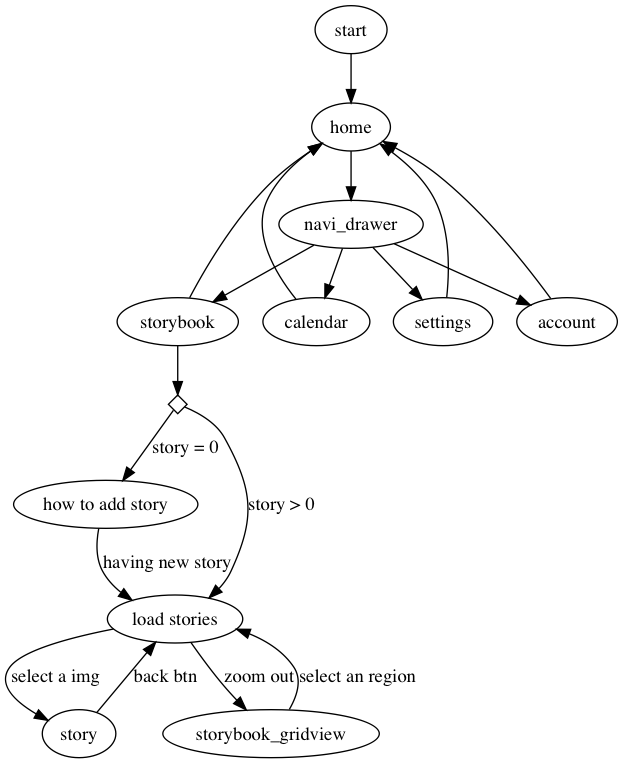 start
home
navi_drawer
storybook
calendar
settings
account
story = 0
how to add story
story > 0
having new story
load stories
select a img
back btn
zoom out
select an region
story
storybook_gridview